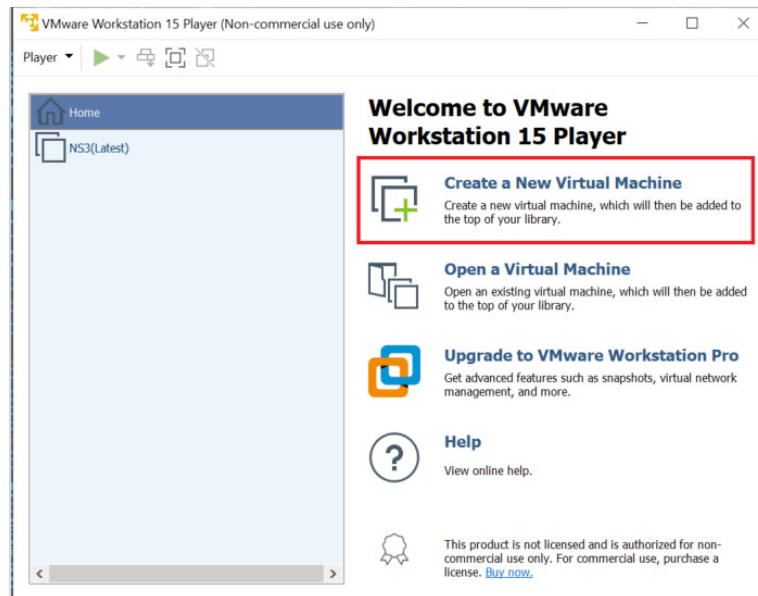 VMware Workstation 15 Player (Non-commercial use only)
Player
Home
NS3(Latest)
Welcome to VMware
Workstation 15 Player
Create a New Virtual Machine
Create a new virtual machine, which will then be added to
the top of your library.
Open a Virtual Machine
Open an existing virtual machine, which will then be added
to the top of your library.
Upgrade to VMware Workstation Pro
Get advanced features such as snapshots, virtual network
management, and more.
?
Help
View online help.
This product is not licensed and is authorized for non-
commercial use only. For commercial use, purchase a
license. Buy now.